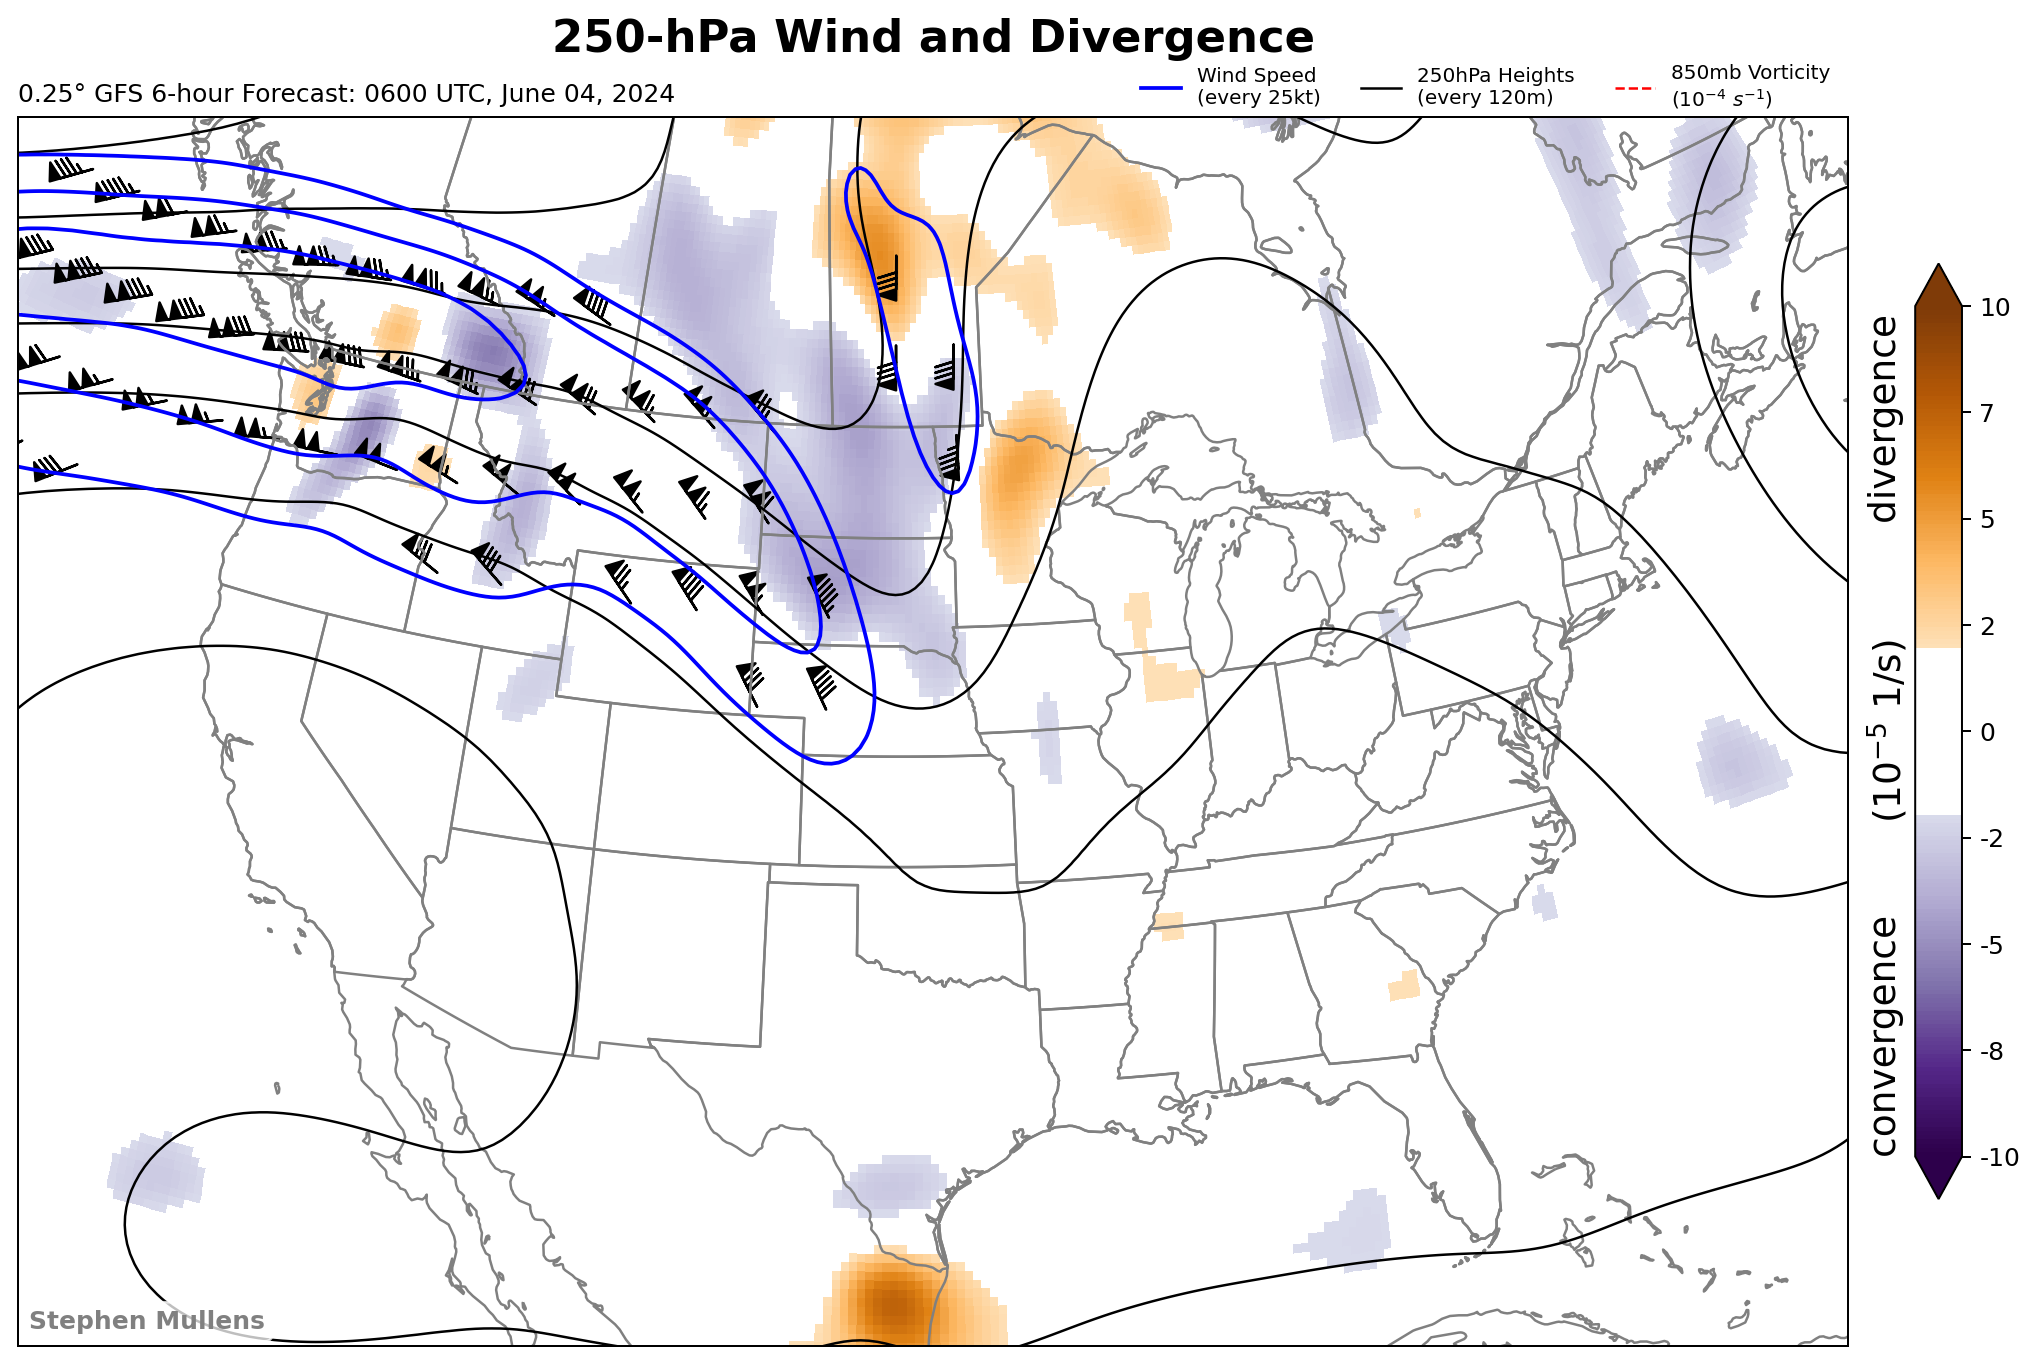 250-hPa Wind and Divergence
0.25° GFS 6-hour Forecast: 0600 UTC, June 04, 2024
Wind Speed
(every 25kt)
250hPa Heights
(every 120m)
850mb Vorticity
(10⁻⁴ s⁻¹)
10
7
5
2
0
-2
-5
-8
-10
convergence (10⁻⁵ 1/s) divergence
Stephen Mullens